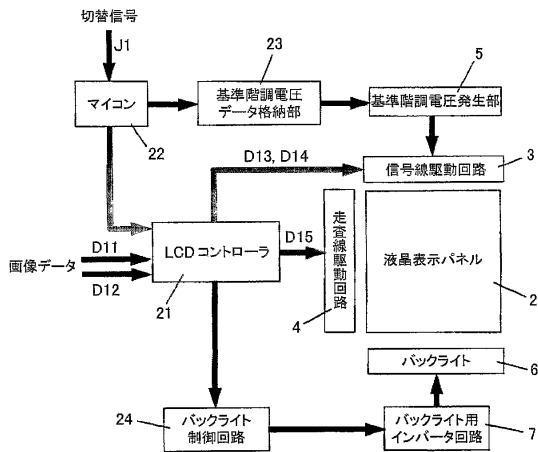 切替信号
J1
マイコン
22
23
基準階調電圧
データ格納部
5
基準階調電圧発生部
D13, D14
信号線駆動回路
3
画像データ
D11
D12
LCDコントローラ
21
D15
走査線駆動回路
4
液晶表示パネル
2
バックライト
6
24
バックライト
制御回路
バックライト用
インバータ回路
7